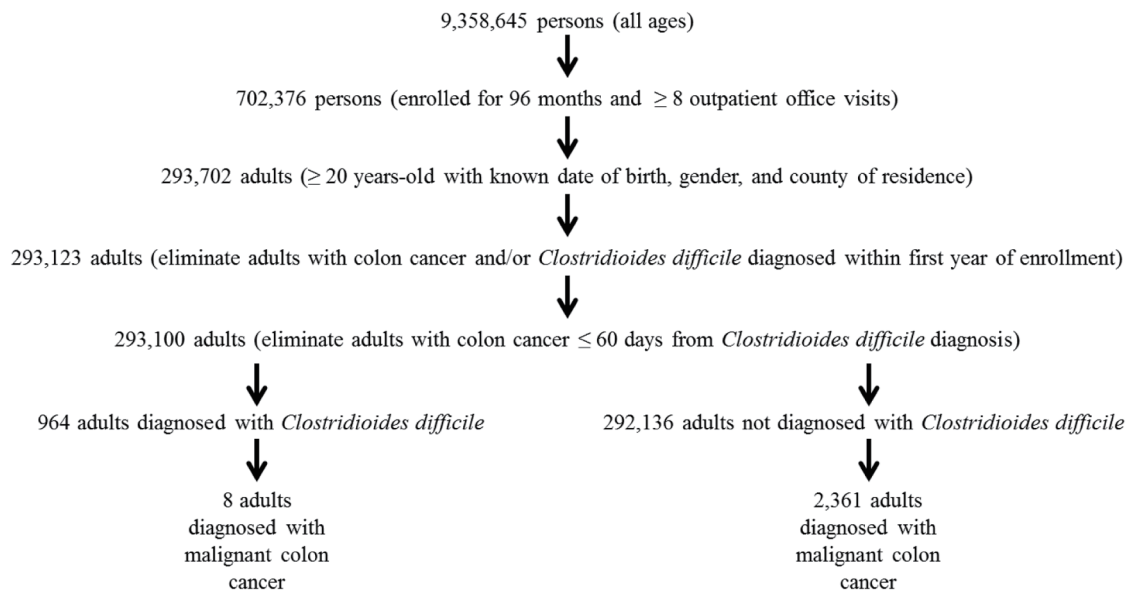 9,358,645 persons (all ages)
702,376 persons (enrolled for 96 months and ≥ 8 outpatient office visits)
293,702 adults (≥ 20 years-old with known date of birth, gender, and county of residence)
293,123 adults (eliminate adults with colon cancer and/or Clostridioides difficile diagnosed within first year of enrollment)
293,100 adults (eliminate adults with colon cancer ≤ 60 days from Clostridioides difficile diagnosis)
964 adults diagnosed with Clostridioides difficile
292,136 adults not diagnosed with Clostridioides difficile
8 adults
diagnosed with
malignant colon
cancer
2,361 adults
diagnosed with
malignant colon
cancer